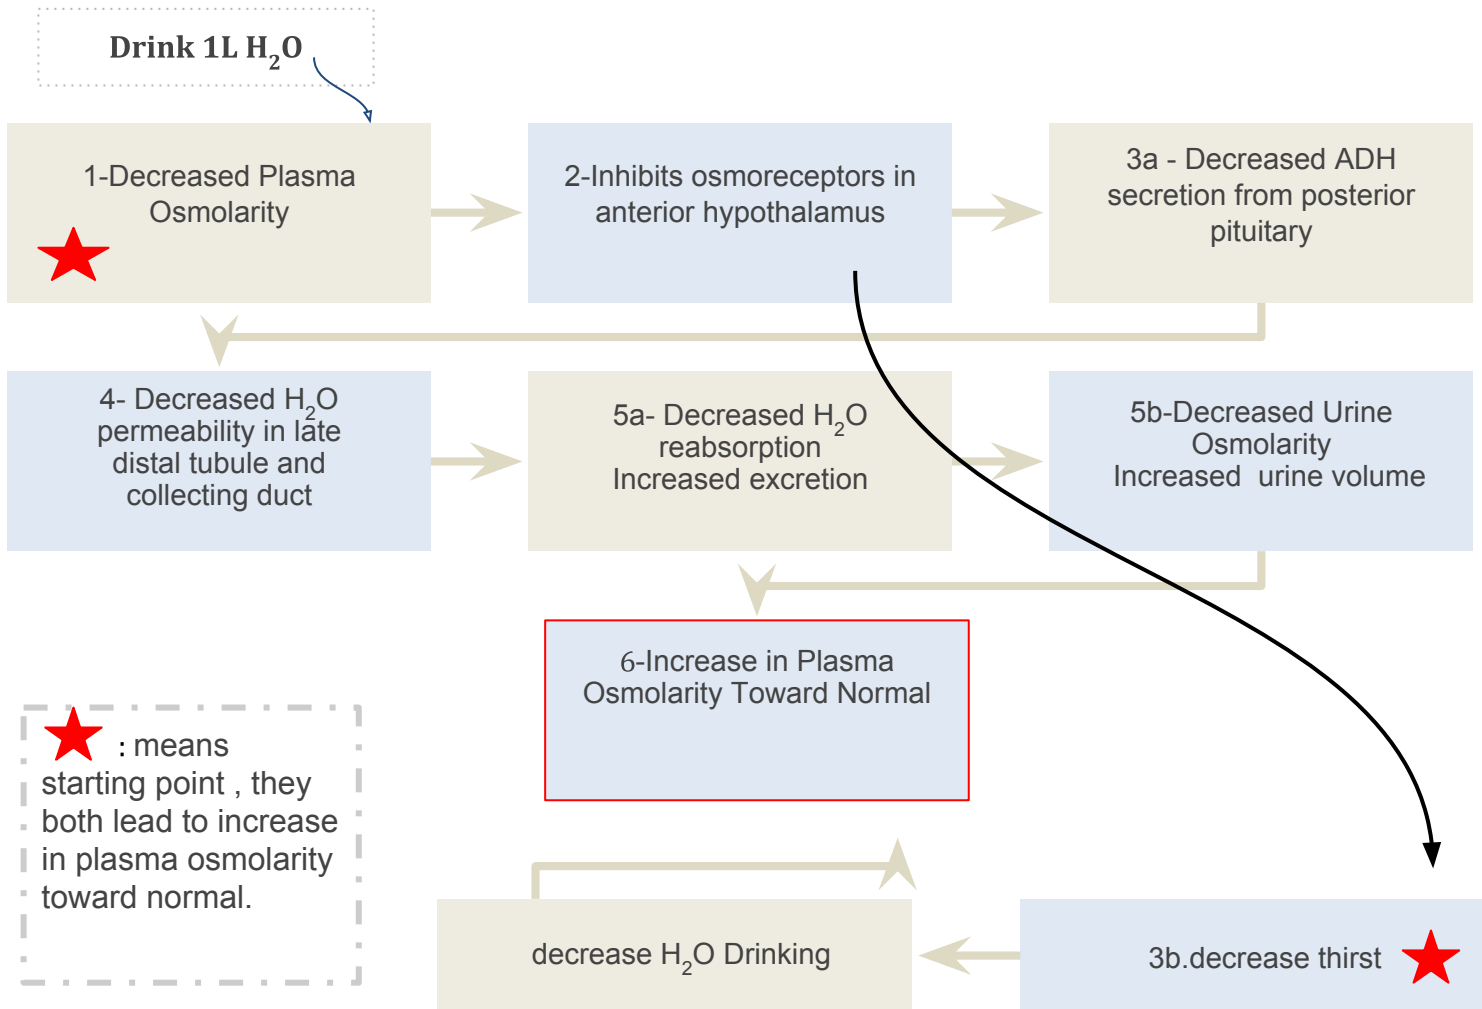 Drink 1L H₂O
1-Decreased Plasma
Osmolarity
2-Inhibits osmoreceptors in
anterior hypothalamus
3a - Decreased ADH
secretion from posterior
pituitary
4- Decreased H₂O
permeability in late
distal tubule and
collecting duct
5a- Decreased H₂O
reabsorption
Increased excretion
5b-Decreased Urine
Osmolarity
Increased urine volume
6-Increase in Plasma
Osmolarity Toward Normal
: means
starting point , they
both lead to increase
in plasma osmolarity
toward normal.
decrease H₂O Drinking
3b.decrease thirst